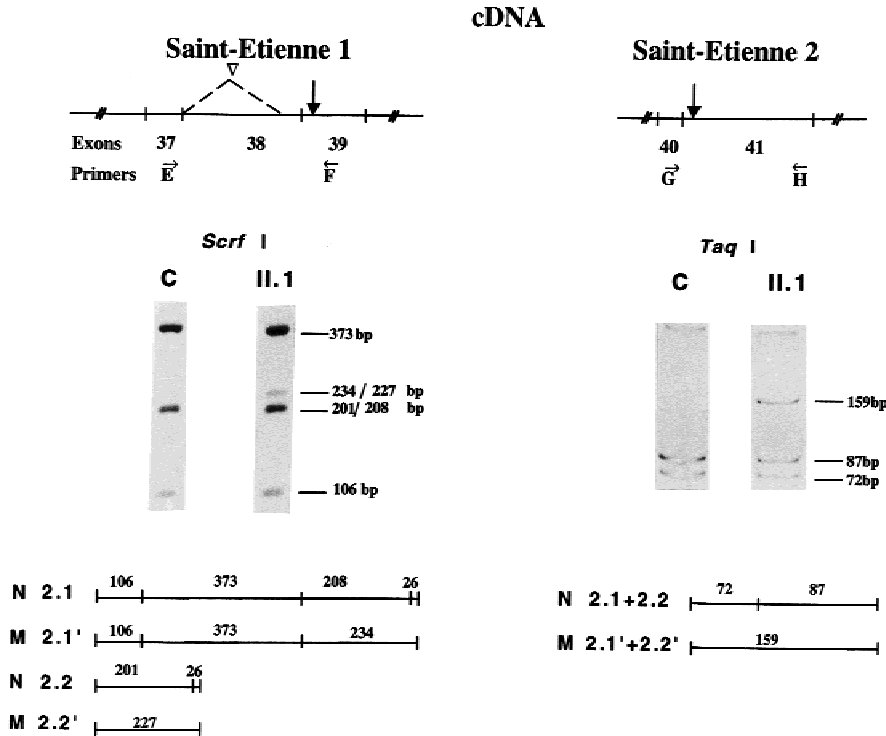 cDNA
Saint-Etienne 1
Saint-Etienne 2
Exons 37 38 39
Primers E F
40 41
G H
Scrf I
C II.1
373 bp
234 / 227 bp
201/ 208 bp
106 bp
Taq I
C II.1
159bp
87bp
72bp
106 373 208 26
N 2.1
106 373 234
M 2.1'
201 26
N 2.2
227
M 2.2'
72 87
N 2.1+2.2
159
M 2.1'+2.2'